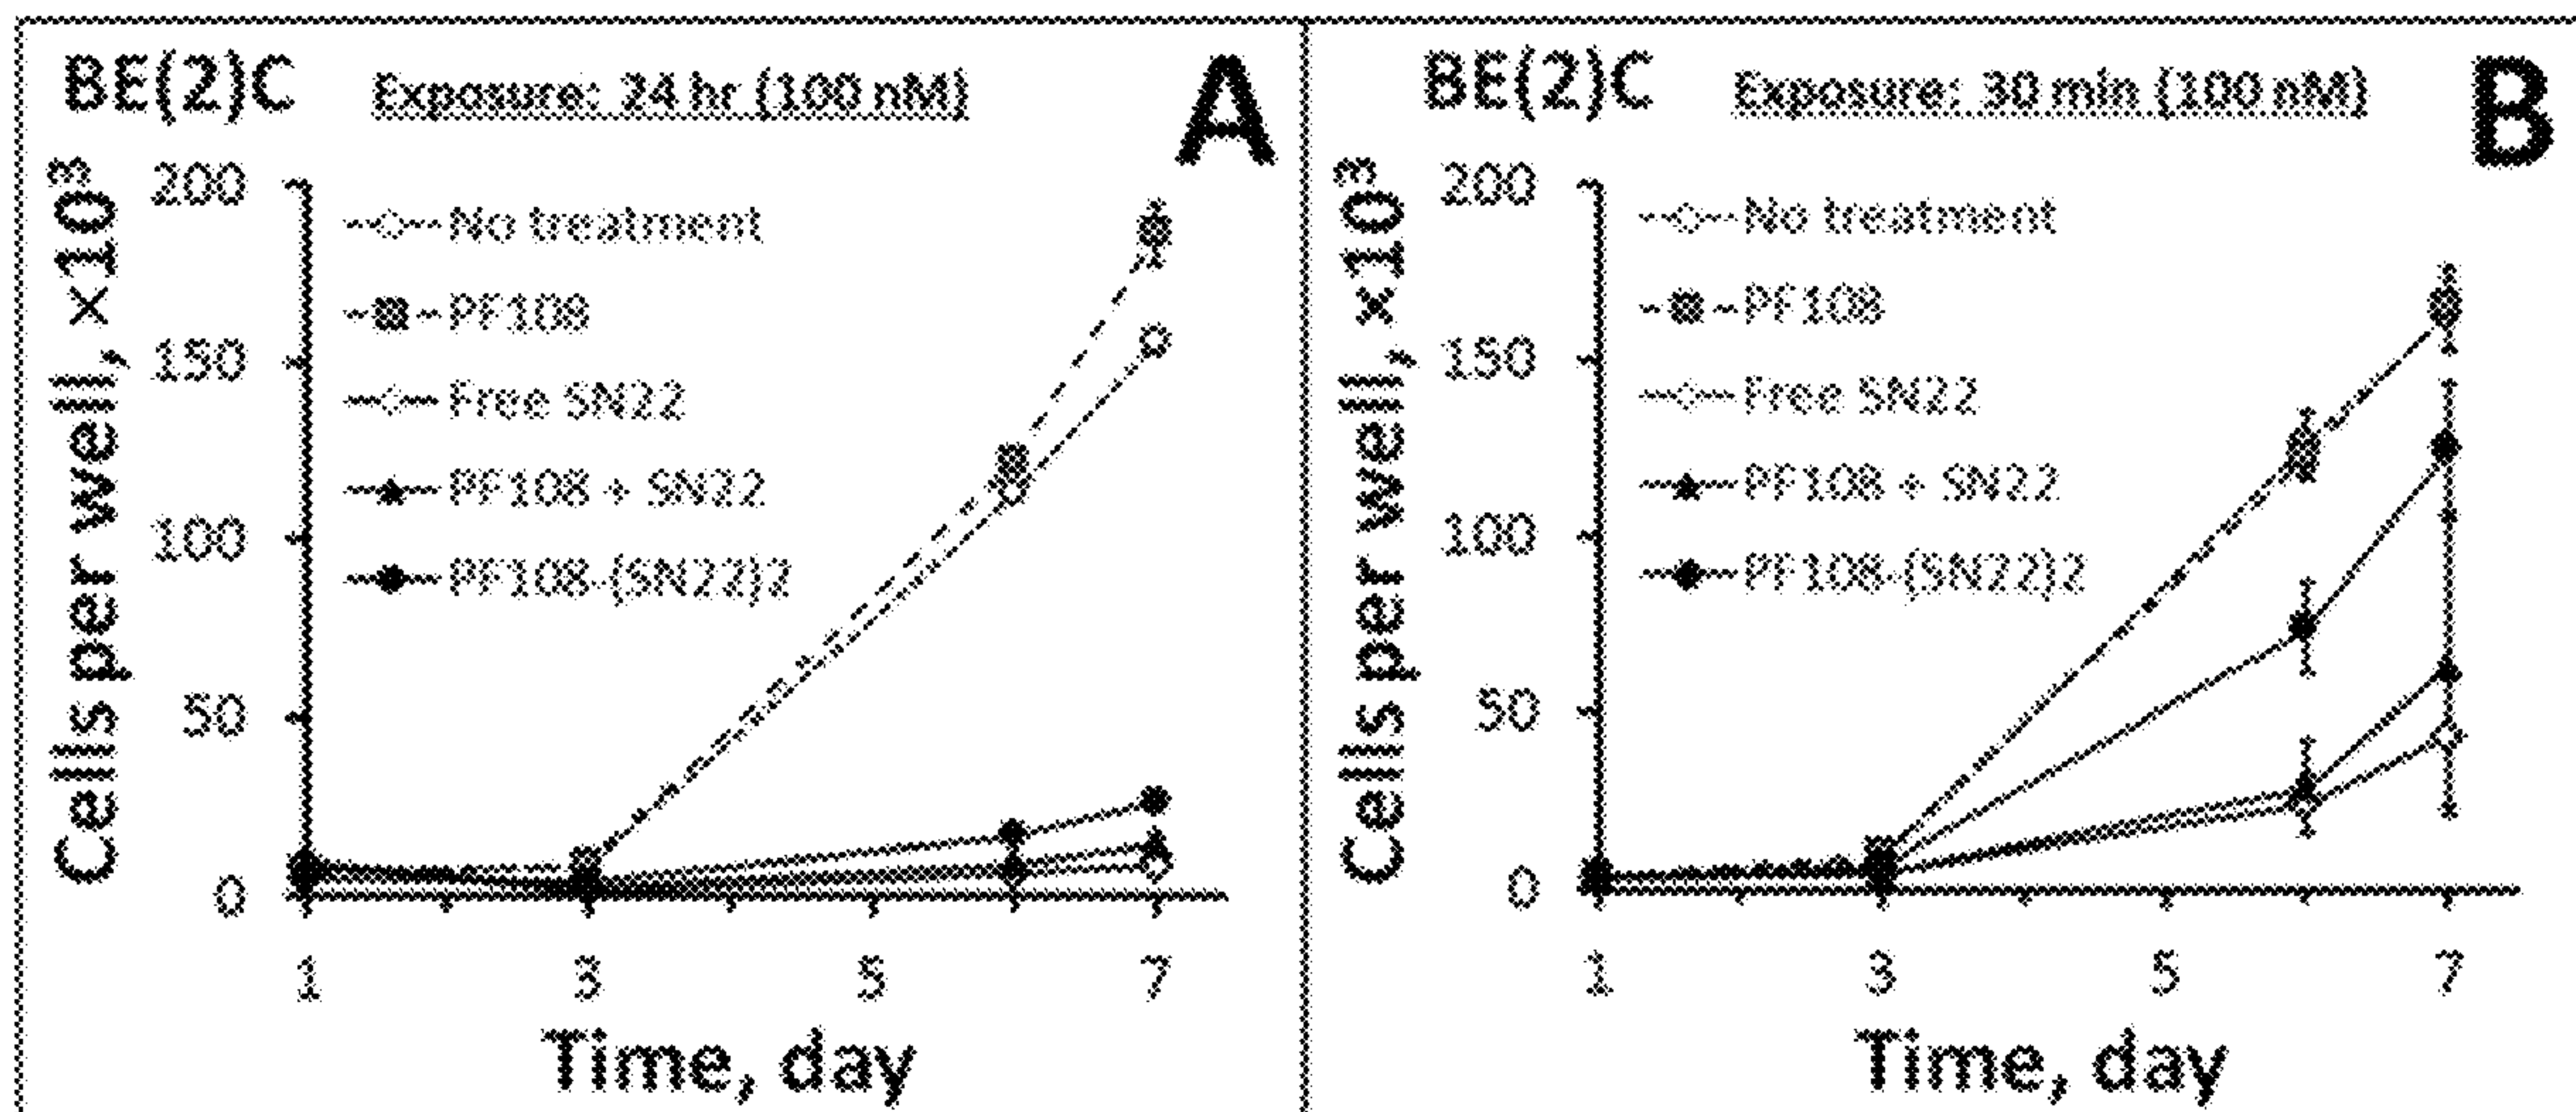 BE(2)C Exposure: 24 hr (100 nM) A
Cells per well, ×10³
200
150
100
50
0
No treatment
PF108
Free SN22
PF108 + SN22
PF108-(SN22)2
1 3 5 7
Time, day
BE(2)C Exposure: 30 min (100 nM) B
Cells per well, ×10³
200
150
100
50
0
No treatment
PF108
Free SN22
PF108 + SN22
PF108-(SN22)2
1 3 5 7
Time, day